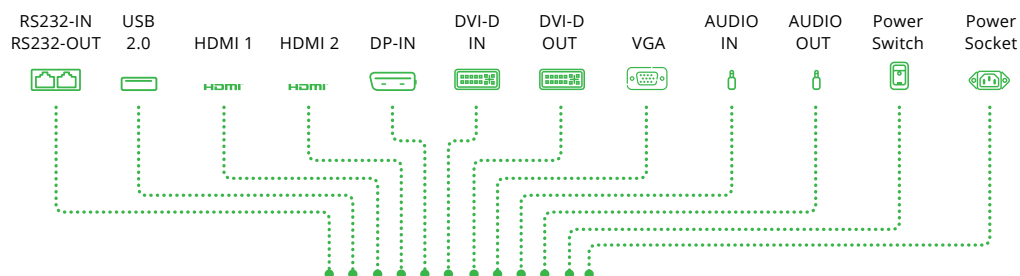 RS232-IN
RS232-OUT
USB
2.0
HDMI 1
HDMI 2
DP-IN
DVI-D
IN
DVI-D
OUT
VGA
AUDIO
IN
AUDIO
OUT
Power
Switch
Power
Socket
HDMI
HDMI